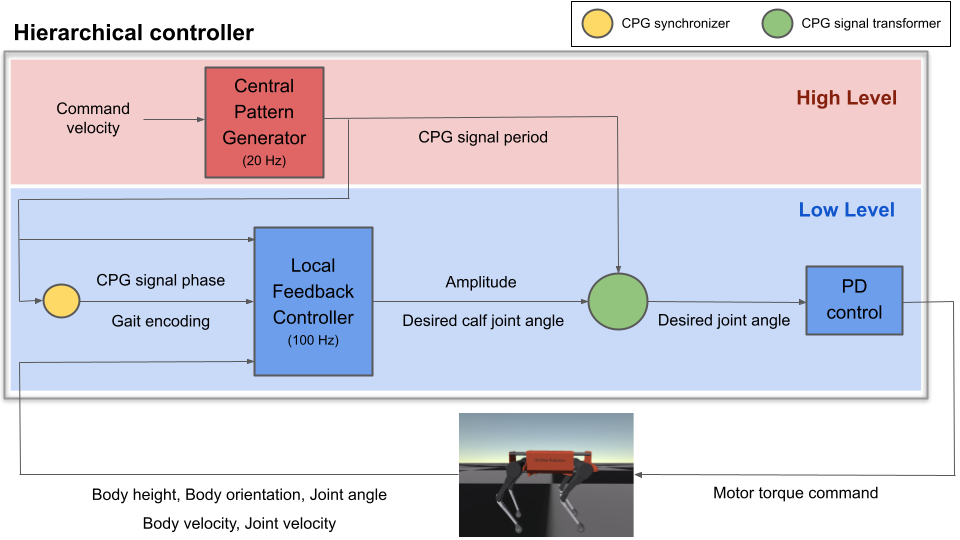 CPG synchronizer
CPG signal transformer
Hierarchical controller
High Level
Command
velocity
Central
Pattern
Generator
(20 Hz)
CPG signal period
Low Level
CPG signal phase
Gait encoding
Local
Feedback
Controller
(100 Hz)
Amplitude
Desired calf joint angle
Desired joint angle
PD
control
Body height, Body orientation, Joint angle
Body velocity, Joint velocity
Motor torque command